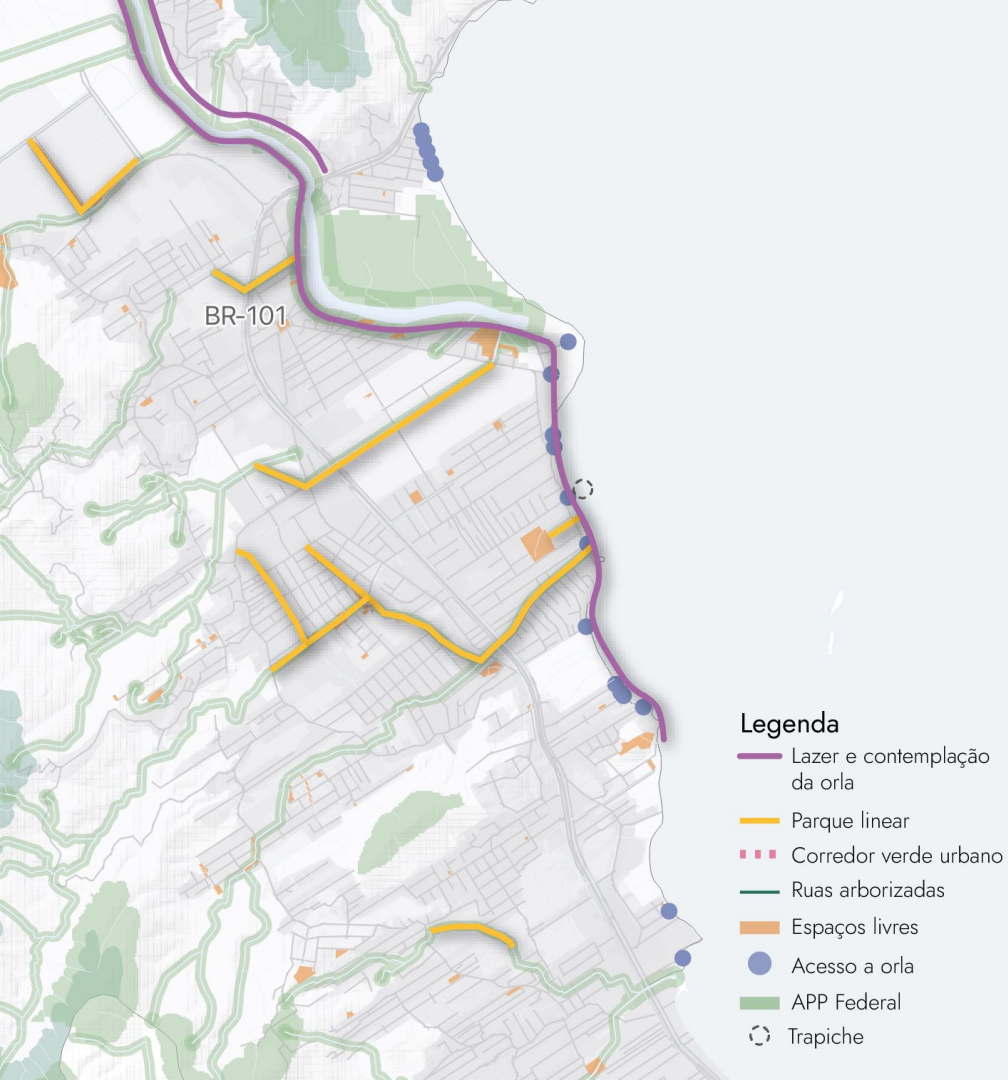 BR-101
Legenda
Lazer e contemplação
da orla
Parque linear
Corredor verde urbano
Ruas arborizadas
Espaços livres
Acesso a orla
APP Federal
Trapiche